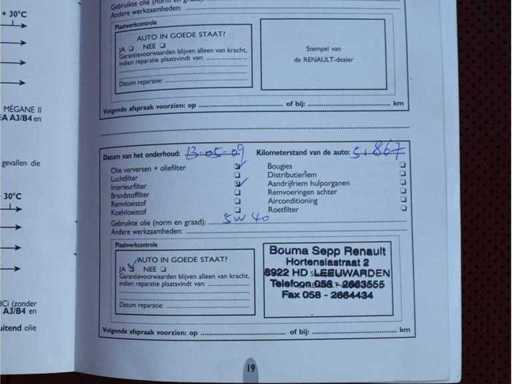 Gebruikte olie (norm en graad):
Andere werkzaamheden:
Plaatwerkcontrole
AUTO IN GOEDE STAAT?
JA NEE
Garantievoorwaarden blijven alleen van kracht,
indien reparatie plaatsvindt van
Datum reparatie:
Stempel van
de RENAULT-dealer
Volgende afspraak voorzien: op of bij: km
+ 30°C
MÉGANE II
A3/B4 en
gevallen die
30°C
(zonder
A3/B4 en
uitend olie
Datum van het onderhoud: 13-05-09 Kilometerstand van de auto: 51867
Olie verversen + oliefilter
Luchtfilter
Interieurfilter
Brandstoffilter
Remvloeistof
Koelvloeistof
Bougies
Distributieriem
Aandrijfriem hulporganen
Remvoeringen achter
Airconditioning
Roetfilter
Gebruikte olie (norm en graad): 5W40
Andere werkzaamheden:
Plaatwerkcontrole
AUTO IN GOEDE STAAT?
JA NEE
Garantievoorwaarden blijven alleen van kracht,
indien reparatie plaatsvindt van
Datum reparatie:
Bouma Sepp Renault
Hortensiastraat 2
8922 HD LEEUWARDEN
Telefoon 058 - 2663555
Fax 058 - 2664434
Volgende afspraak voorzien: op of bij: km
19